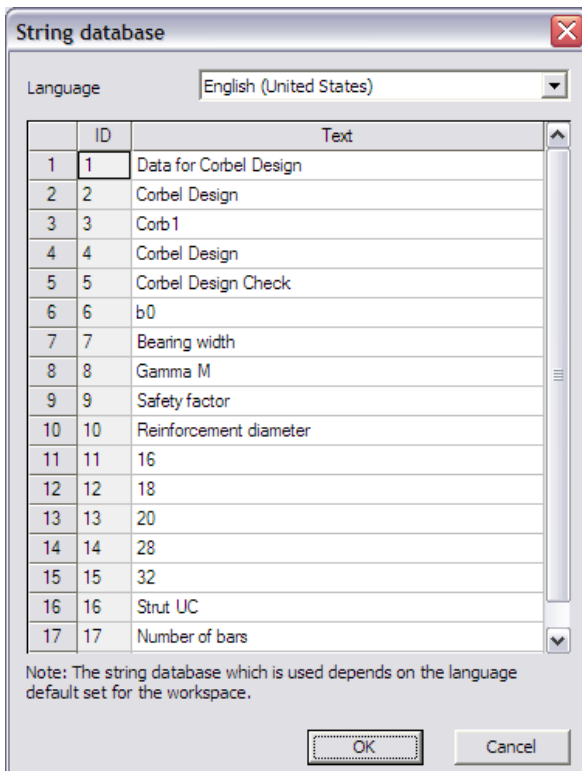 String database
Language English (United States)
ID Text
1 1 Data for Corbel Design
2 2 Corbel Design
3 3 Corb1
4 4 Corbel Design
5 5 Corbel Design Check
6 6 b0
7 7 Bearing width
8 8 Gamma M
9 9 Safety factor
10 10 Reinforcement diameter
11 11 16
12 12 18
13 13 20
14 14 28
15 15 32
16 16 Strut UC
17 17 Number of bars
Note: The string database which is used depends on the language
default set for the workspace.
OK Cancel